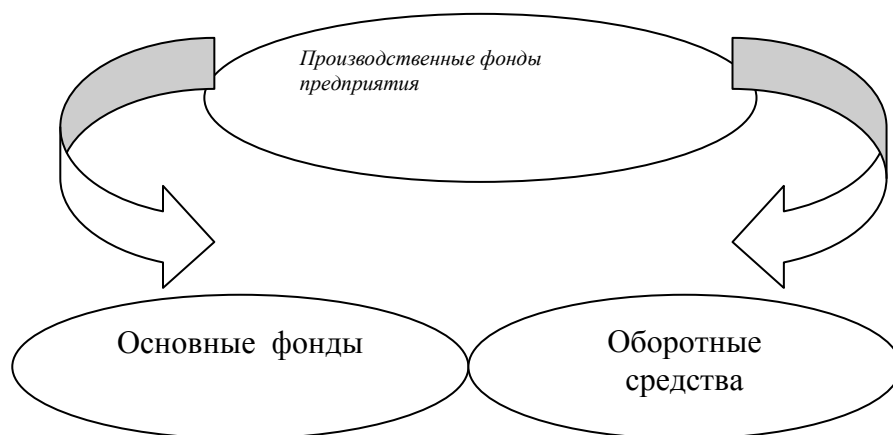 Производственные фонды
предприятия
Основные фонды
Оборотные
средства